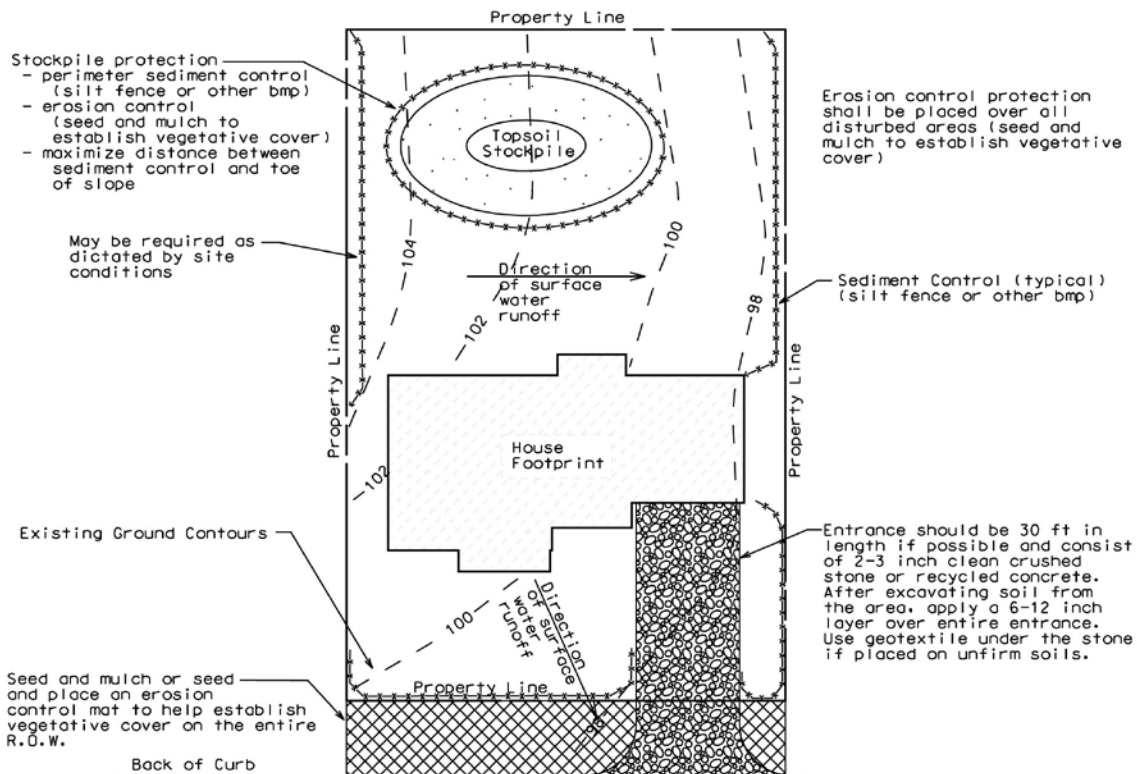 Property Line
Stockpile protection
- perimeter sediment control
(silt fence or other bmp)
- erosion control
(seed and mulch to
establish vegetative cover)
- maximize distance between
sediment control and toe
of slope
Topsoil
Stockpile
Erosion control protection
shall be placed over all
disturbed areas (seed and
mulch to establish vegetative
cover)
May be required as
dictated by site
conditions
104
102
Direction
of surface
water
runoff
100
98
Sediment Control (typical)
(silt fence or other bmp)
Property Line
Property Line
House
Footprint
102
Existing Ground Contours
100
Direction
of surface
water
runoff
Entrance should be 30 ft in
length if possible and consist
of 2-3 inch clean crushed
stone or recycled concrete.
After excavating soil from
the area, apply a 6-12 inch
layer over entire entrance.
Use geotextile under the stone
if placed on unfirm soils.
Property Line
Seed and mulch or seed
and place an erosion
control mat to help establish
vegetative cover on the entire
R.O.W.
Back of Curb